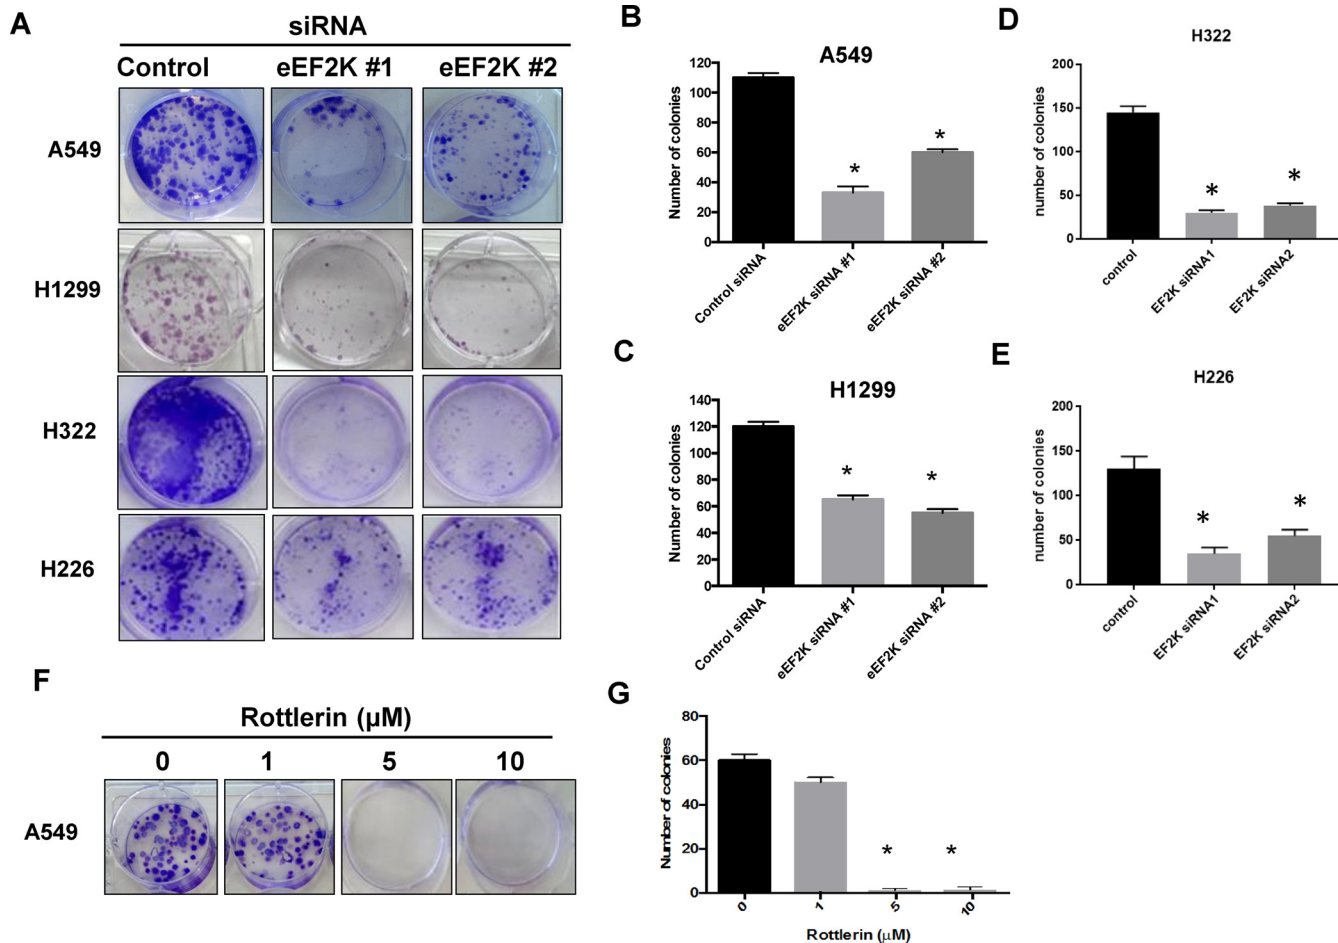 A
siRNA
Control eEF2K #1 eEF2K #2
A549
H1299
H322
H226
B
A549
Number of colonies
120
100
80
60
40
20
0
* *
Control siRNA
eEF2K siRNA #1
eEF2K siRNA #2
C
H1299
Number of colonies
140
120
100
80
60
40
20
0
* *
Control siRNA
eEF2K siRNA #1
eEF2K siRNA #2
D
H322
number of colonies
200
150
100
50
0
* *
control
EF2K siRNA1
EF2K siRNA2
E
H226
number of colonies
200
150
100
50
0
* *
control
EF2K siRNA1
EF2K siRNA2
F
Rottlerin (µM)
0 1 5 10
A549
G
Number of colonies
80
60
40
20
0
* *
0 1 5 10
Rottlerin (µM)